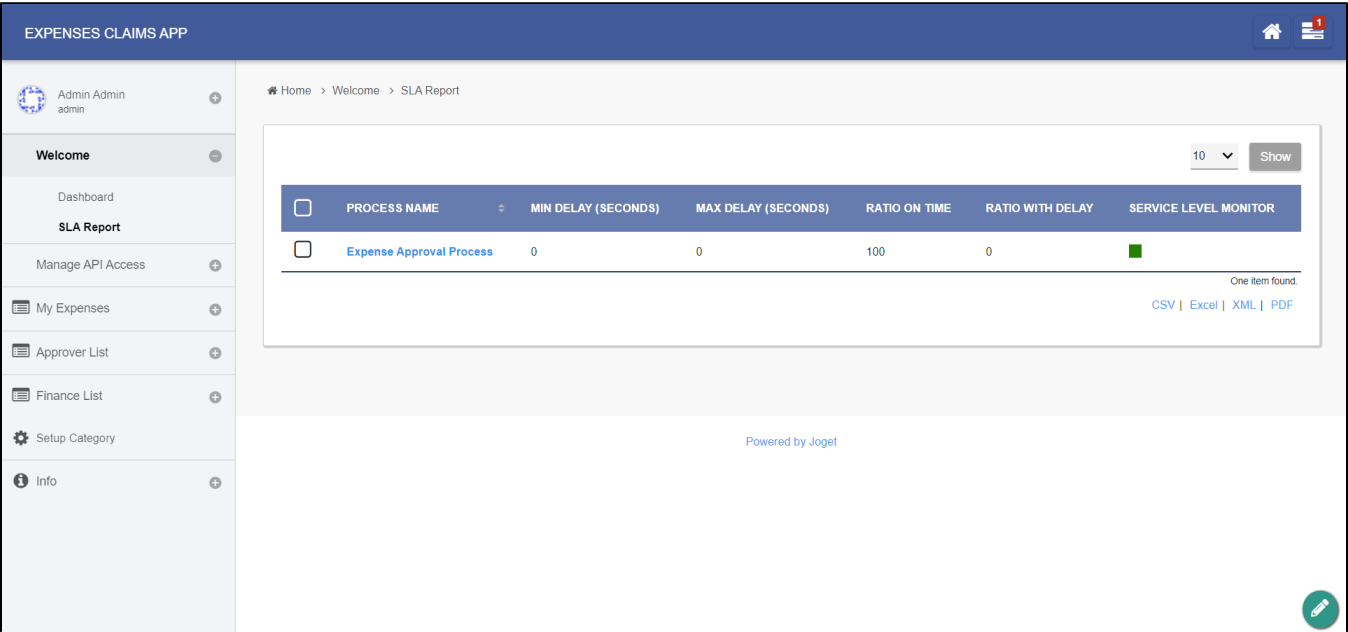 EXPENSES CLAIMS APP
1
Admin Admin
admin
Welcome
Dashboard
SLA Report
Manage API Access
My Expenses
Approver List
Finance List
Setup Category
Info
Home > Welcome > SLA Report
10 Show
PROCESS NAME MIN DELAY (SECONDS) MAX DELAY (SECONDS) RATIO ON TIME RATIO WITH DELAY SERVICE LEVEL MONITOR
Expense Approval Process 0 0 100 0
One item found.
CSV | Excel | XML | PDF
Powered by Joget